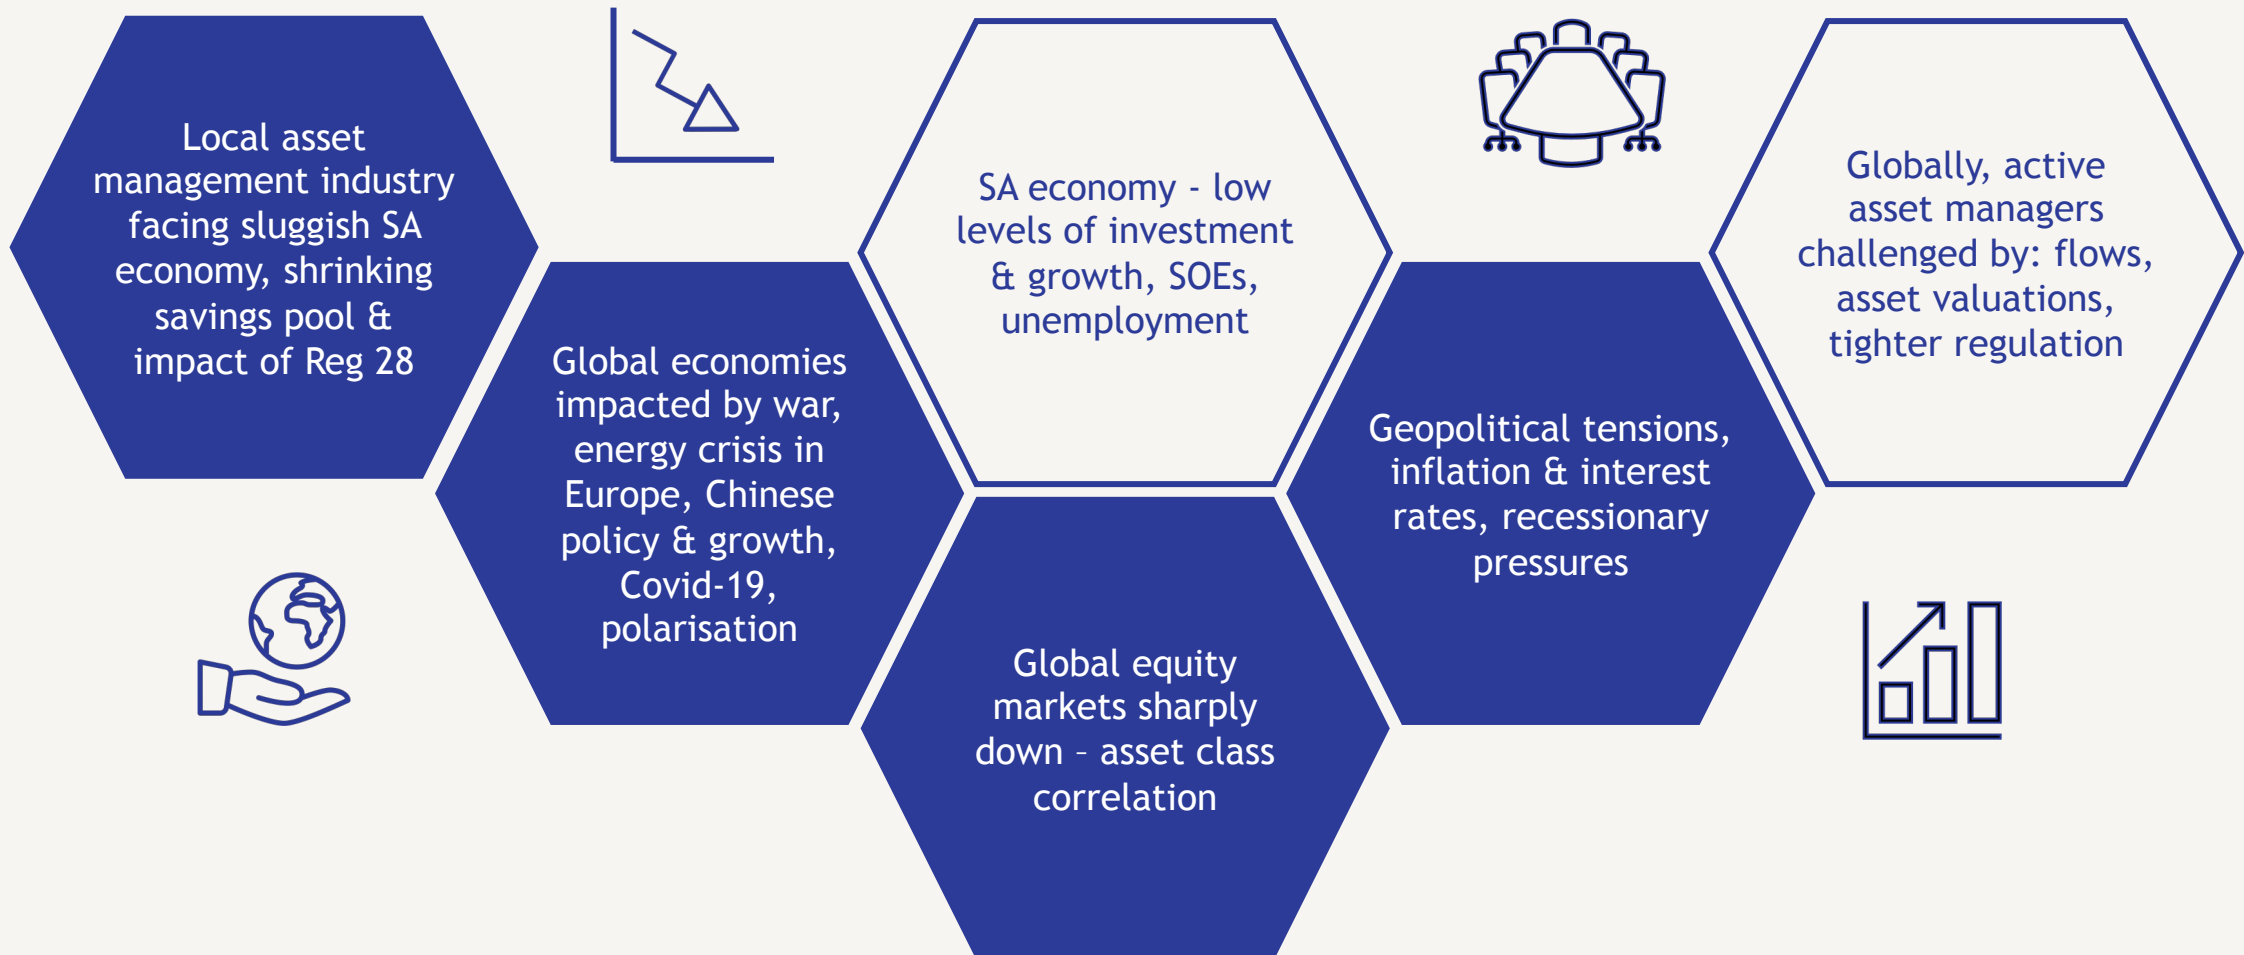 Local asset
management industry
facing sluggish SA
economy, shrinking
savings pool &
impact of Reg 28
Global economies
impacted by war,
energy crisis in
Europe, Chinese
policy & growth,
Covid-19,
polarisation
SA economy - low
levels of investment
& growth, SOEs,
unemployment
Global equity
markets sharply
down – asset class
correlation
Geopolitical tensions,
inflation & interest
rates, recessionary
pressures
Globally, active
asset managers
challenged by: flows,
asset valuations,
tighter regulation